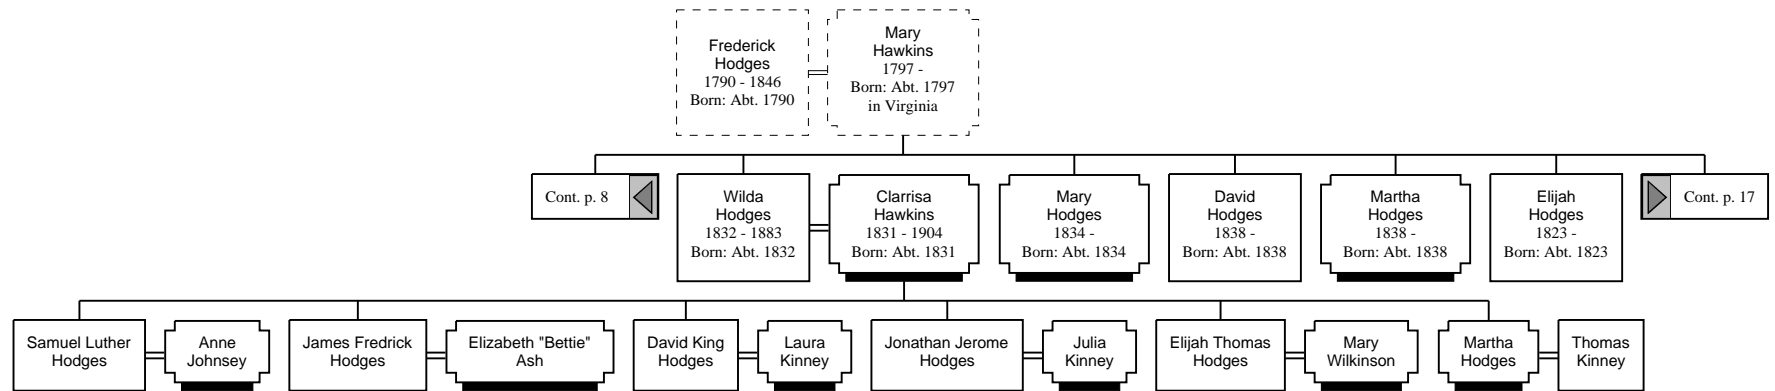 Frederick
Hodges
1790 - 1846
Born: Abt. 1790
Mary
Hawkins
1797 -
Born: Abt. 1797
in Virginia
Cont. p. 8
Wilda
Hodges
1832 - 1883
Born: Abt. 1832
Clarrisa
Hawkins
1831 - 1904
Born: Abt. 1831
Mary
Hodges
1834 -
Born: Abt. 1834
David
Hodges
1838 -
Born: Abt. 1838
Martha
Hodges
1838 -
Born: Abt. 1838
Elijah
Hodges
1823 -
Born: Abt. 1823
Cont. p. 17
Samuel Luther
Hodges
Anne
Johnsey
James Fredrick
Hodges
Elizabeth "Bettie"
Ash
David King
Hodges
Laura
Kinney
Jonathan Jerome
Hodges
Julia
Kinney
Elijah Thomas
Hodges
Mary
Wilkinson
Martha
Hodges
Thomas
Kinney